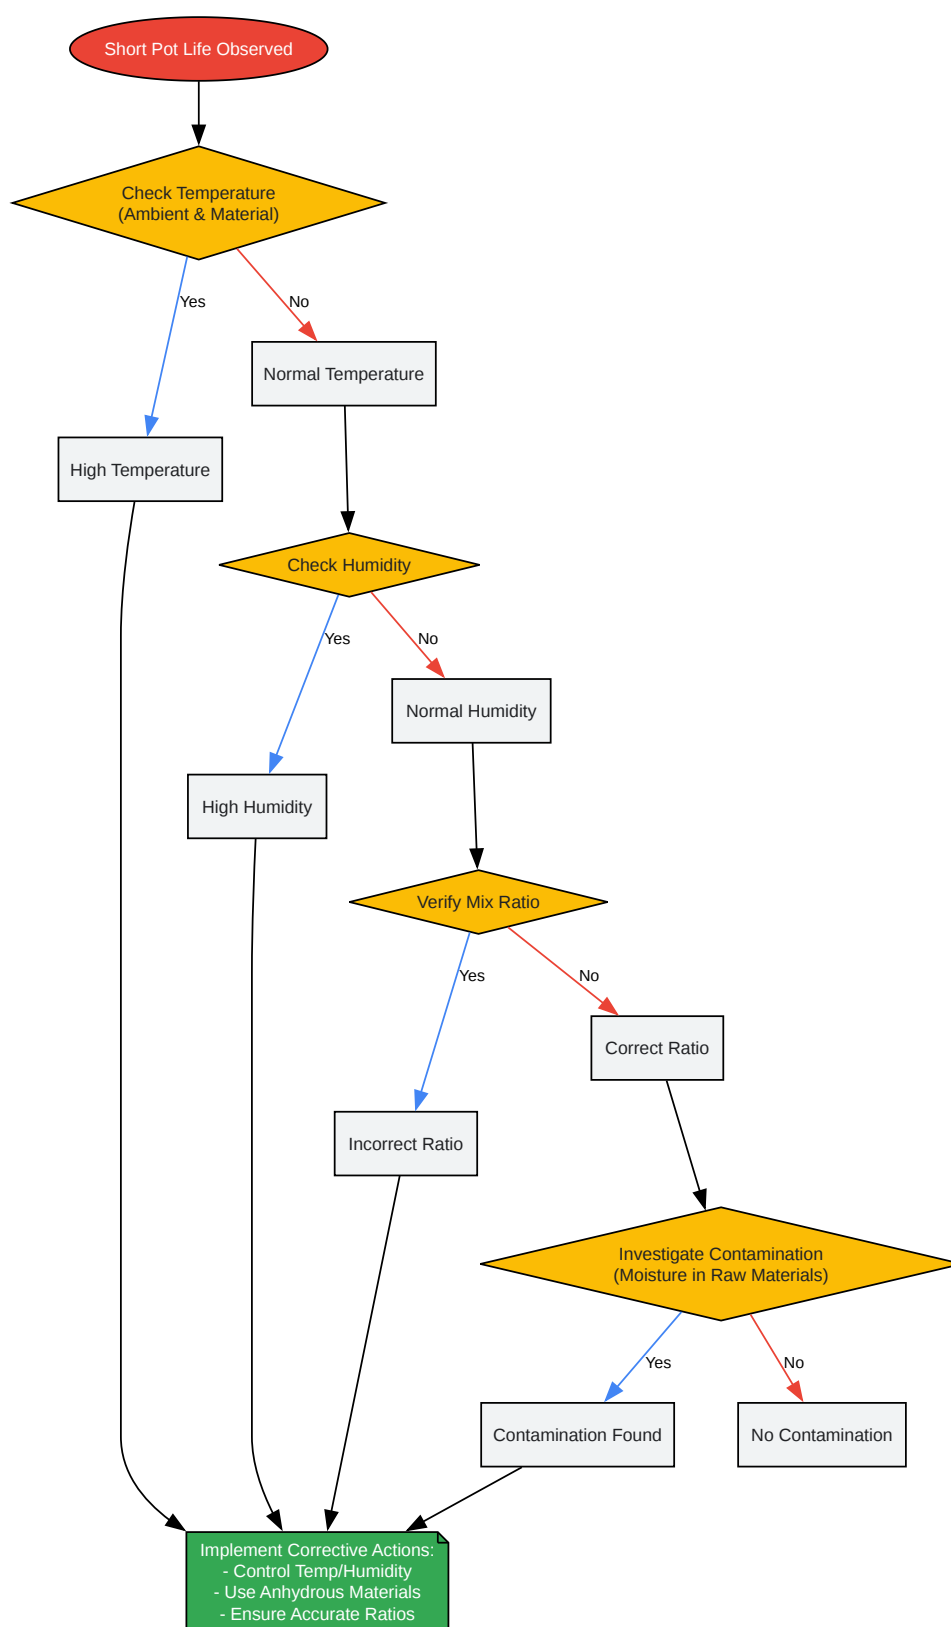 Short Pot Life Observed
Check Temperature
(Ambient & Material)
Yes
No
Normal Temperature
High Temperature
Check Humidity
Yes
No
Normal Humidity
High Humidity
Verify Mix Ratio
Yes
No
Correct Ratio
Incorrect Ratio
Investigate Contamination
(Moisture in Raw Materials)
Yes
No
Contamination Found
No Contamination
Implement Corrective Actions:
- Control Temp/Humidity
- Use Anhydrous Materials
- Ensure Accurate Ratios